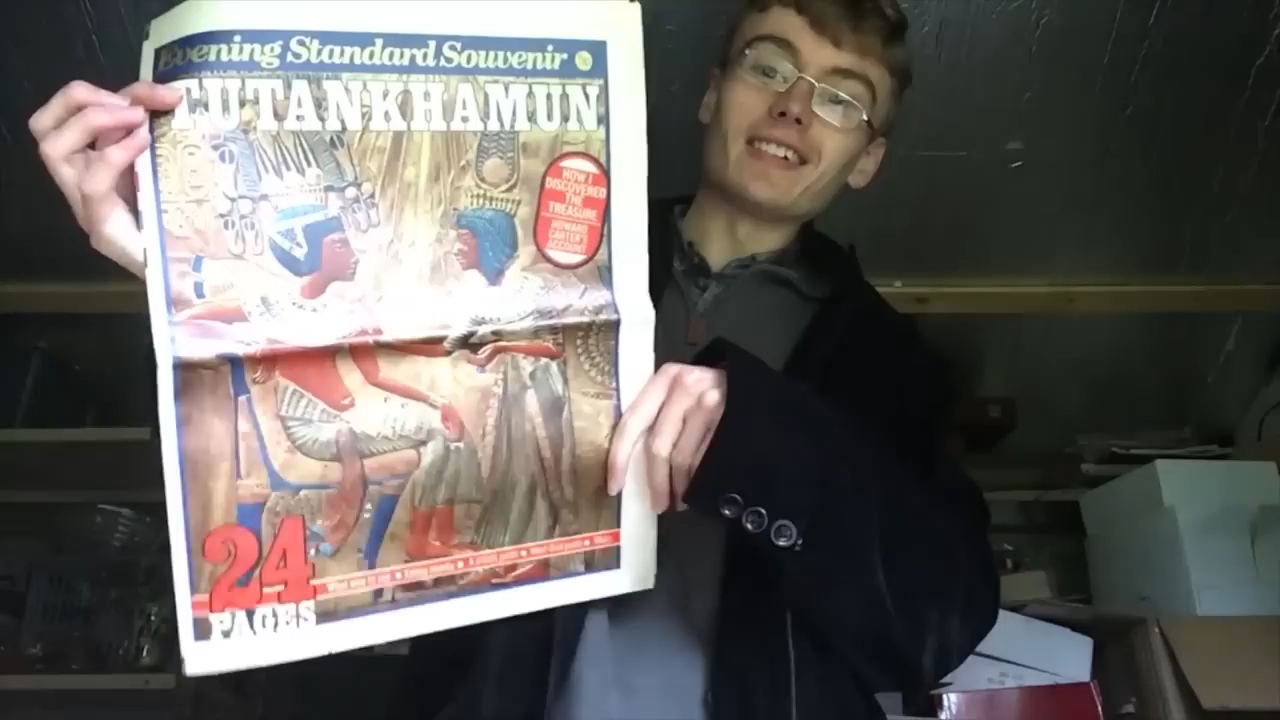 Evening Standard Souvenir
TUTANKHAMUN
HOW I
DISCOVERED
THE
TREASURE
HOWARD
CARTER'S
ACCOUNT
24
PAGES